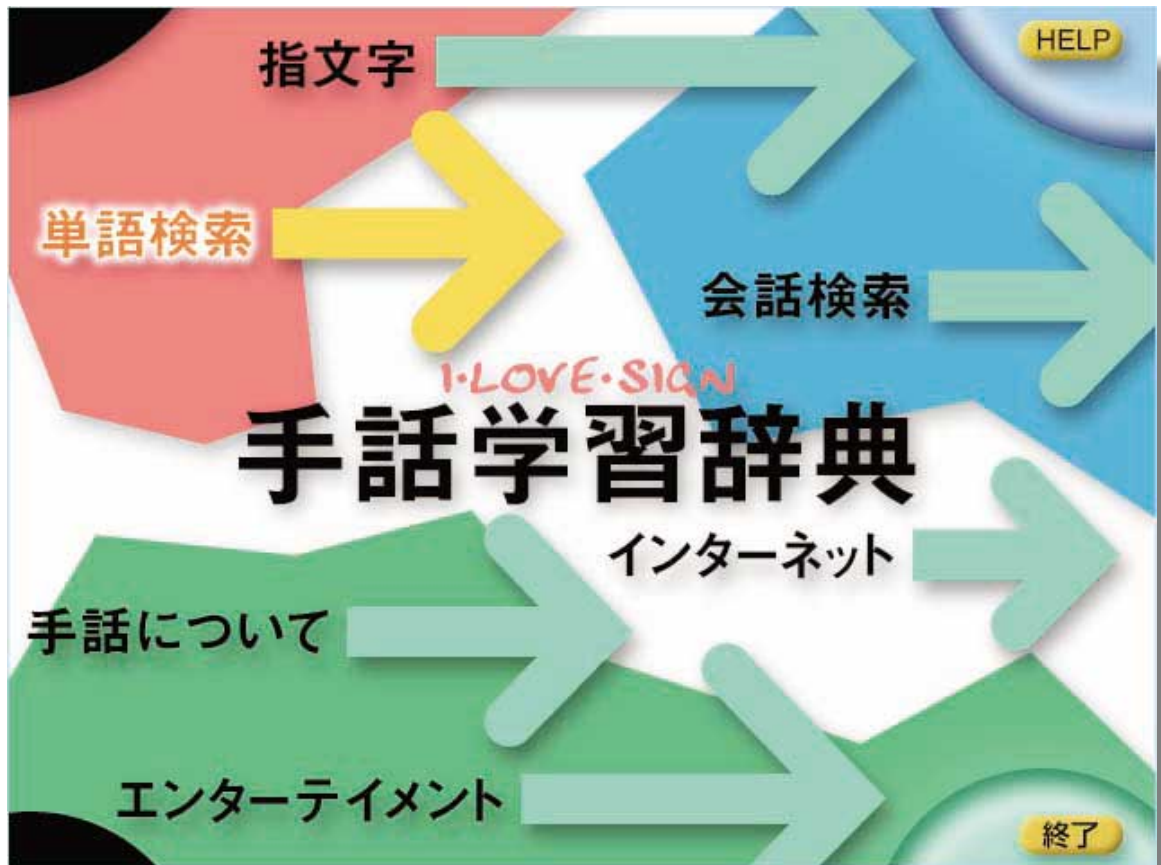 指文字
HELP
単語検索
会話検索
I・LOVE・SIGN
手話学習辞典
インターネット
手話について
エンターテイメント
終了